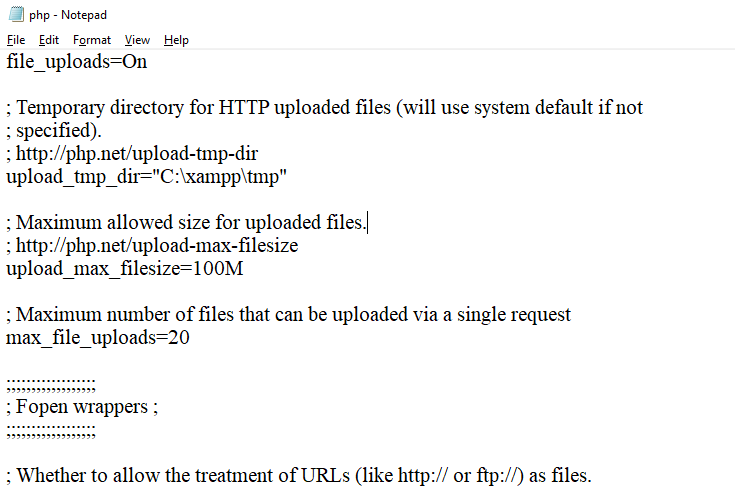 php - Notepad
File Edit Format View Help
file_uploads=On
; Temporary directory for HTTP uploaded files (will use system default if not
; specified).
; http://php.net/upload-tmp-dir
upload_tmp_dir="C:\xampp\tmp"
; Maximum allowed size for uploaded files.
; http://php.net/upload-max-filesize
upload_max_filesize=100M
; Maximum number of files that can be uploaded via a single request
max_file_uploads=20
;;;;;;;;;;;;;;;;;;
; Fopen wrappers ;
;;;;;;;;;;;;;;;;;;
; Whether to allow the treatment of URLs (like http:// or ftp://) as files.